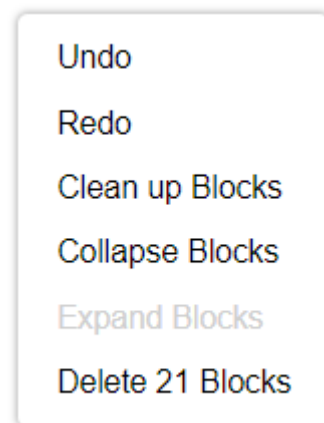 Undo
Redo
Clean up Blocks
Collapse Blocks
Expand Blocks
Delete 21 Blocks